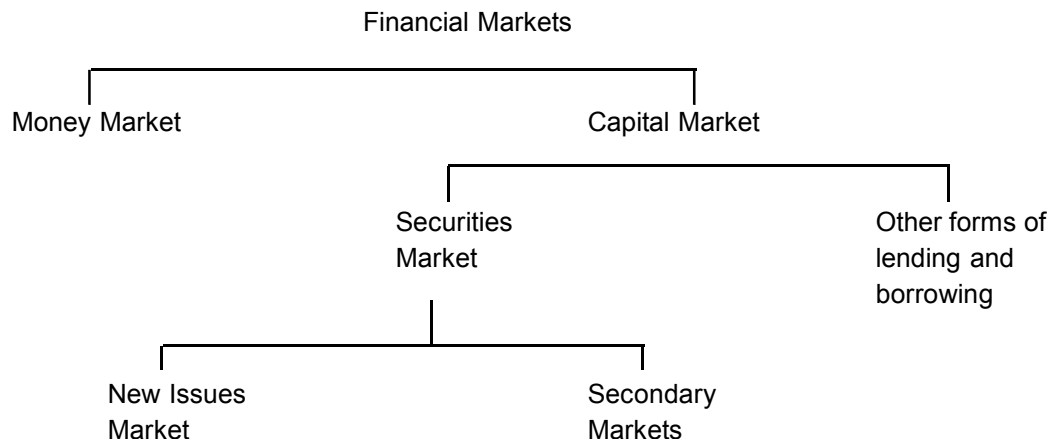 Financial Markets
Money Market
Capital Market
Securities
Market
Other forms of
lending and
borrowing
New Issues
Market
Secondary
Markets